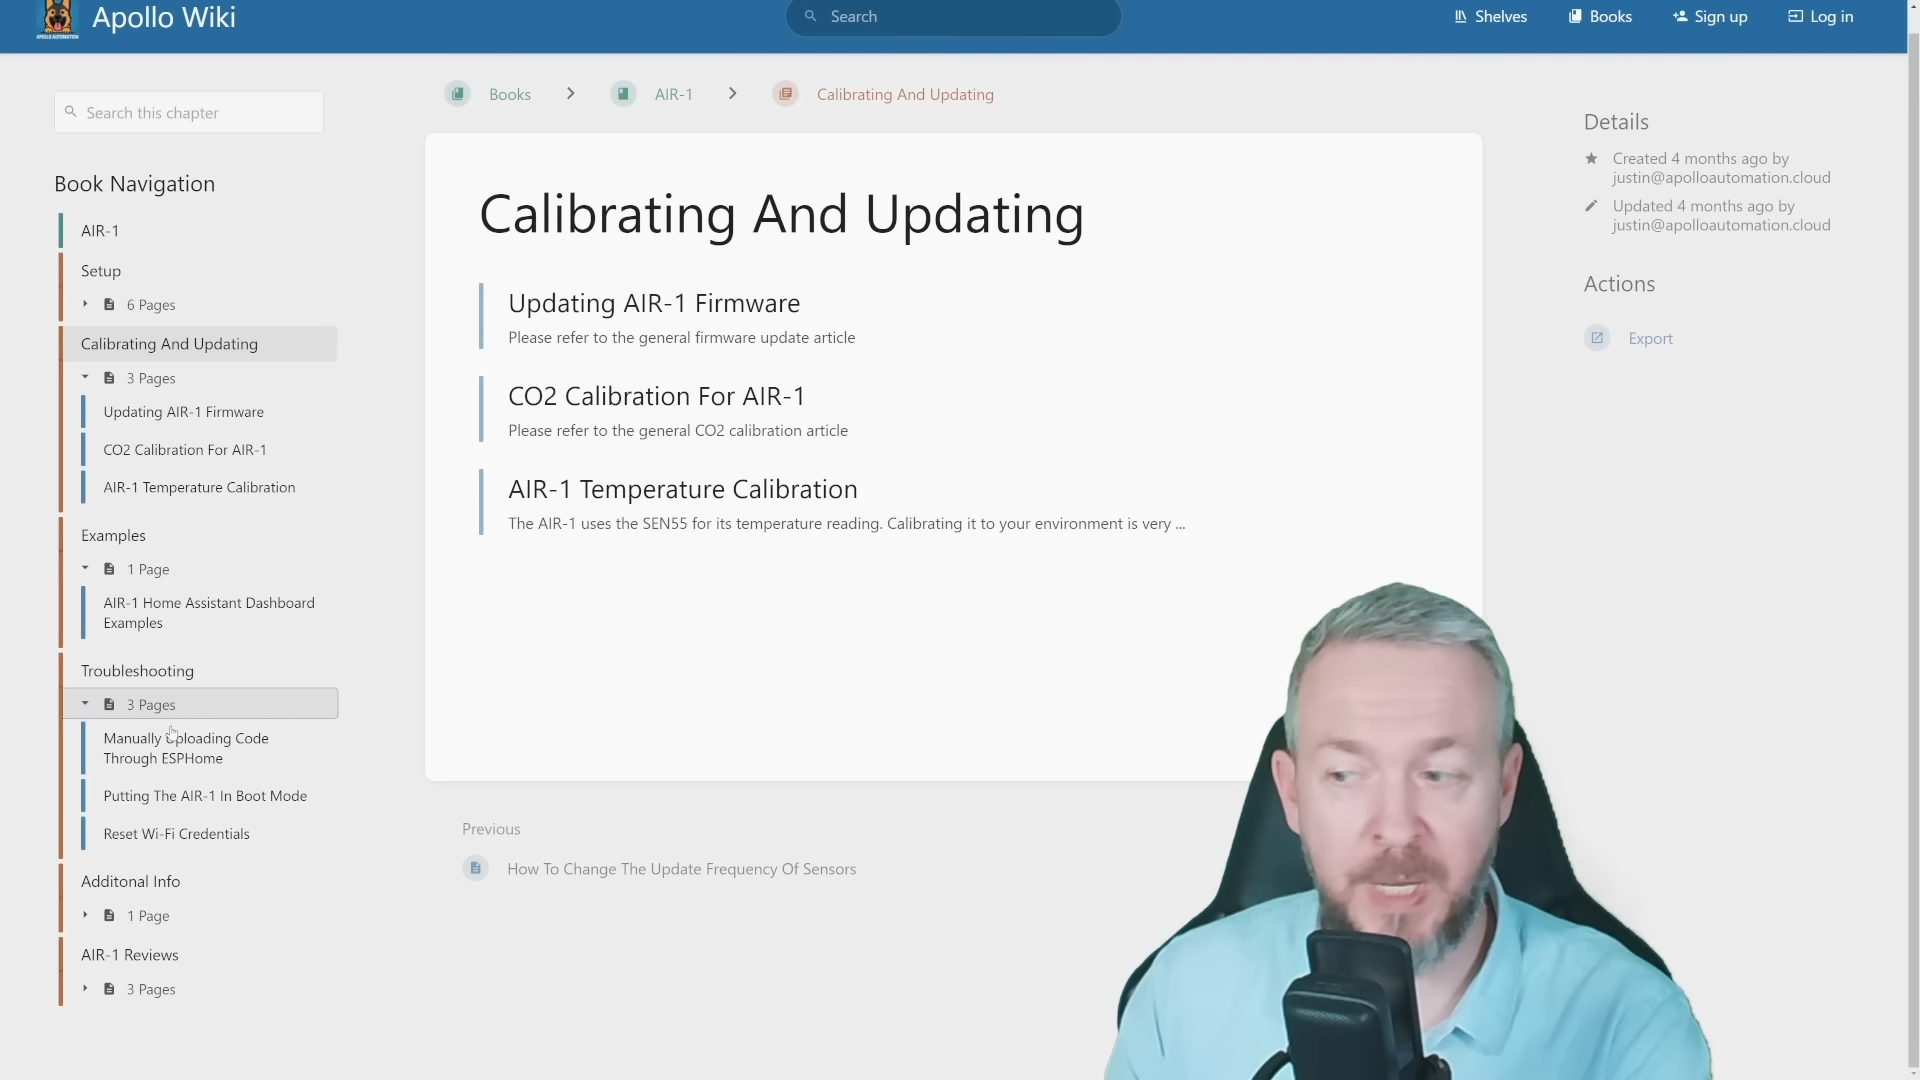 APOLLO AUTOMATION
Apollo Wiki
Search
Shelves
Books
Sign up
Log in
Search this chapter
Book Navigation
AIR-1
Setup
6 Pages
Calibrating And Updating
3 Pages
Updating AIR-1 Firmware
CO2 Calibration For AIR-1
AIR-1 Temperature Calibration
Examples
1 Page
AIR-1 Home Assistant Dashboard
Examples
Troubleshooting
3 Pages
Manually Uploading Code
Through ESPHome
Putting The AIR-1 In Boot Mode
Reset Wi-Fi Credentials
Additonal Info
1 Page
AIR-1 Reviews
3 Pages
Books
AIR-1
Calibrating And Updating
Calibrating And Updating
Updating AIR-1 Firmware
Please refer to the general firmware update article
CO2 Calibration For AIR-1
Please refer to the general CO2 calibration article
AIR-1 Temperature Calibration
The AIR-1 uses the SEN55 for its temperature reading. Calibrating it to your environment is very ...
Previous
How To Change The Update Frequency Of Sensors
Details
Created 4 months ago by
justin@apolloautomation.cloud
Updated 4 months ago by
justin@apolloautomation.cloud
Actions
Export